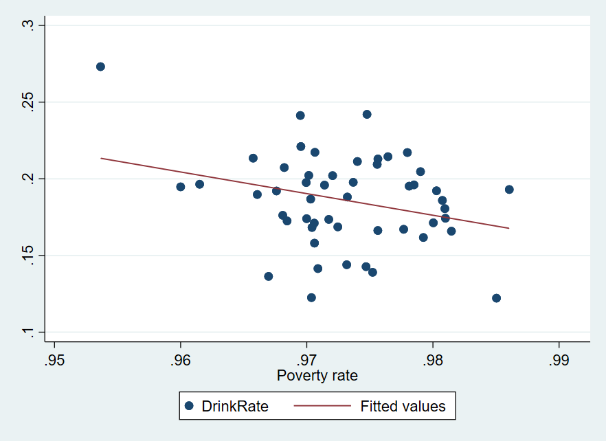 .3
.25
.2
.15
.1
.95 .96 .97 .98 .99
Poverty rate
DrinkRate Fitted values